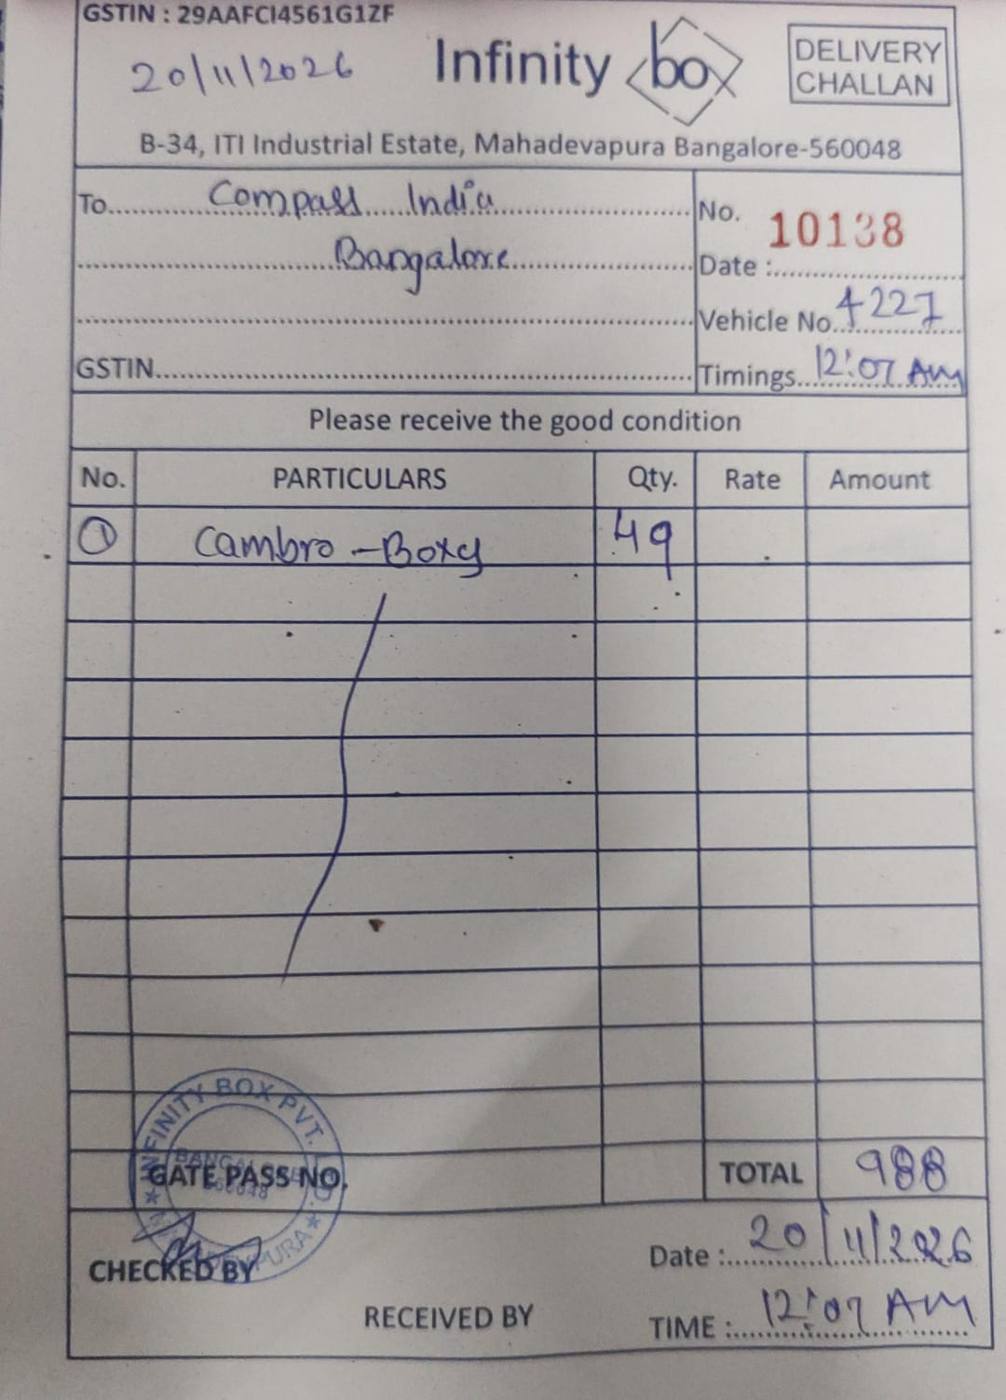 GSTIN : 29AAFCI4561G1ZF
20/11/2026
Infinity box
DELIVERY
CHALLAN
B-34, ITI Industrial Estate, Mahadevapura Bangalore-560048
To Compass India
Bangalore
No. 10138
Date :
Vehicle No. 4227
GSTIN
Timings 12:07 AM
Please receive the good condition
No. PARTICULARS Qty. Rate Amount
1 Cambro - Boxy 49
INFINITY BOX PVT.
BANGALORE
560048
GATE PASS NO.
TOTAL 988
Date : 20/11/2026
CHECKED BY
RECEIVED BY
TIME : 12:07 AM